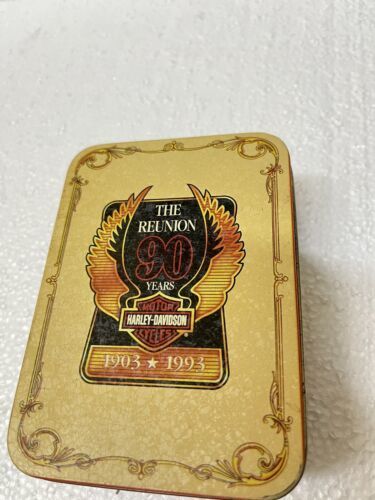 THE
REUNION
90
YEARS
MOTOR
HARLEY-DAVIDSON
CYCLES
®
1903 ★ 1993